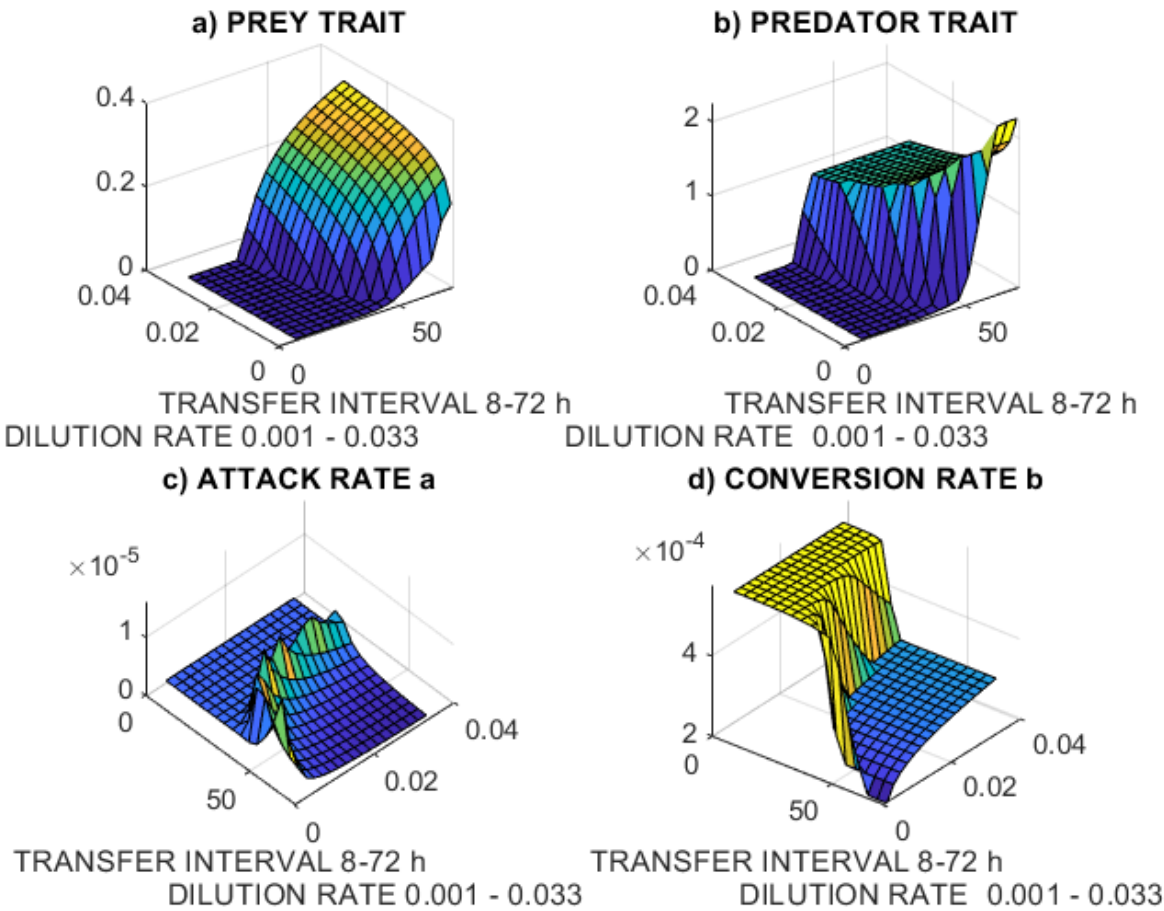 a) PREY TRAIT
0.4
0.2
0
0.04
0.02
0
0
50
TRANSFER INTERVAL 8-72 h
DILUTION RATE 0.001 - 0.033
b) PREDATOR TRAIT
2
1
0
0.04
0.02
0
0
50
TRANSFER INTERVAL 8-72 h
DILUTION RATE 0.001 - 0.033
c) ATTACK RATE a
×10-5
1
0
0
50
0
0.02
0.04
TRANSFER INTERVAL 8-72 h
DILUTION RATE 0.001 - 0.033
d) CONVERSION RATE b
×10-4
4
2
0
50
0
0.02
0.04
TRANSFER INTERVAL 8-72 h
DILUTION RATE 0.001 - 0.033